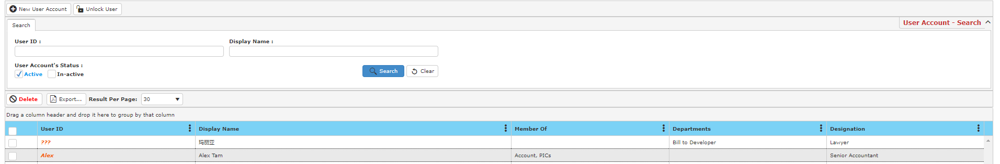 New User Account Unlock User
Search User Account - Search
User ID : Display Name :
User Account's Status :
Active In-active Search Clear
Delete Export... Result Per Page: 30
Drag a column header and drop it here to group by that column
User ID Display Name Member Of Departments Designation
??? 玛丽亚 Bill to Developer Lawyer
Alex Alex Tam Account, PICs Senior Accountant